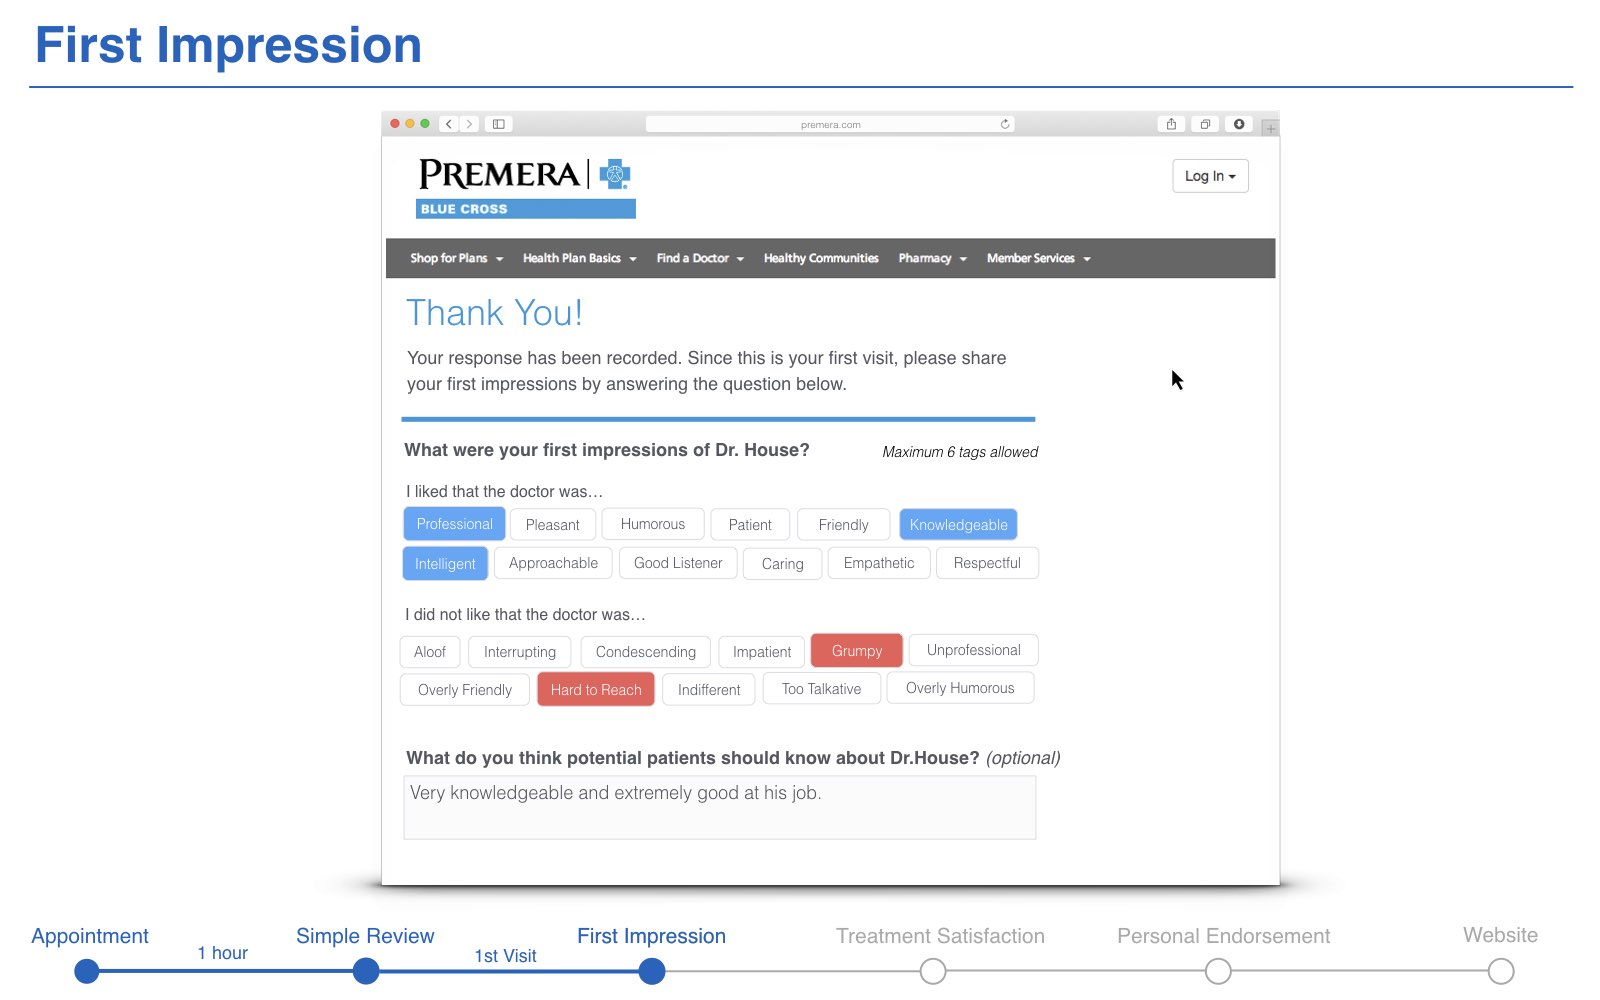 First Impression
premera.com
PREMERA
BLUE CROSS
Log In
Shop for Plans Health Plan Basics Find a Doctor Healthy Communities Pharmacy Member Services
Thank You!
Your response has been recorded. Since this is your first visit, please share
your first impressions by answering the question below.
What were your first impressions of Dr. House? Maximum 6 tags allowed
I liked that the doctor was…
Professional Pleasant Humorous Patient Friendly Knowledgeable
Intelligent Approachable Good Listener Caring Empathetic Respectful
I did not like that the doctor was…
Aloof Interrupting Condescending Impatient Grumpy Unprofessional
Overly Friendly Hard to Reach Indifferent Too Talkative Overly Humorous
What do you think potential patients should know about Dr.House? (optional)
Very knowledgeable and extremely good at his job.
Appointment Simple Review First Impression Treatment Satisfaction Personal Endorsement Website
1 hour 1st Visit